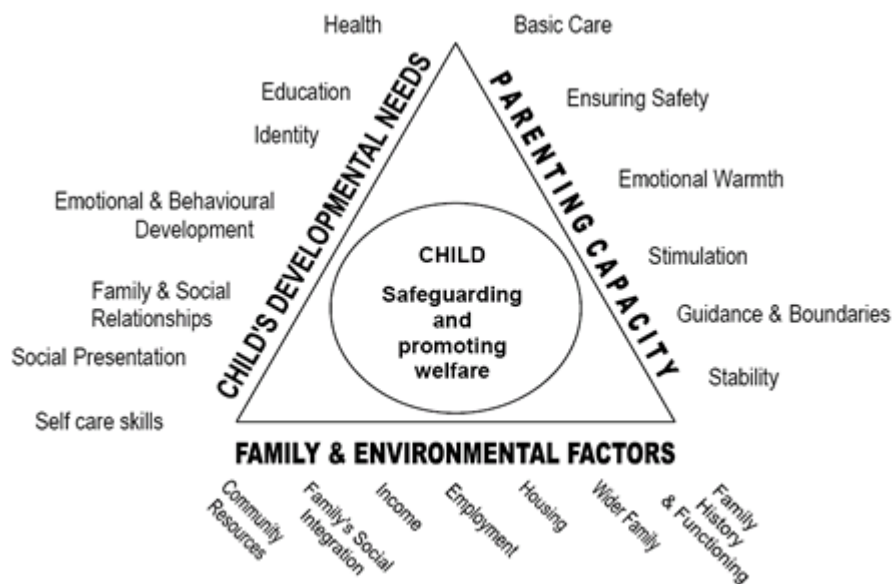 Health
Education
Identity
Emotional & Behavioural
Development
Family & Social
Relationships
Social Presentation
Self care skills
CHILD'S DEVELOPMENTAL NEEDS
CHILD
Safeguarding
and
promoting
welfare
PARENTING CAPACITY
Basic Care
Ensuring Safety
Emotional Warmth
Stimulation
Guidance & Boundaries
Stability
FAMILY & ENVIRONMENTAL FACTORS
Community
Resources
Family's Social
Integration
Income
Employment
Housing
Wider Family
Family
History
& Functioning